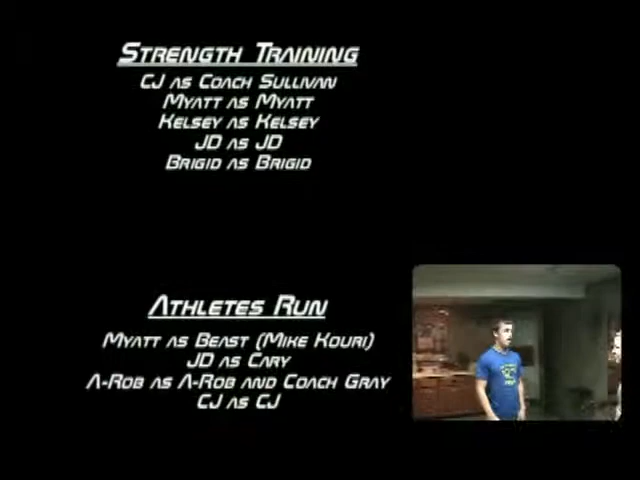 Strength Training
CJ as Coach Sullivan
Myatt as Myatt
Kelsey as Kelsey
JD as JD
Brigid as Brigid
Athletes Run
Myatt as Beast (Mike Kouri)
JD as Cary
A-Rob as A-Rob and Coach Gray
CJ as CJ